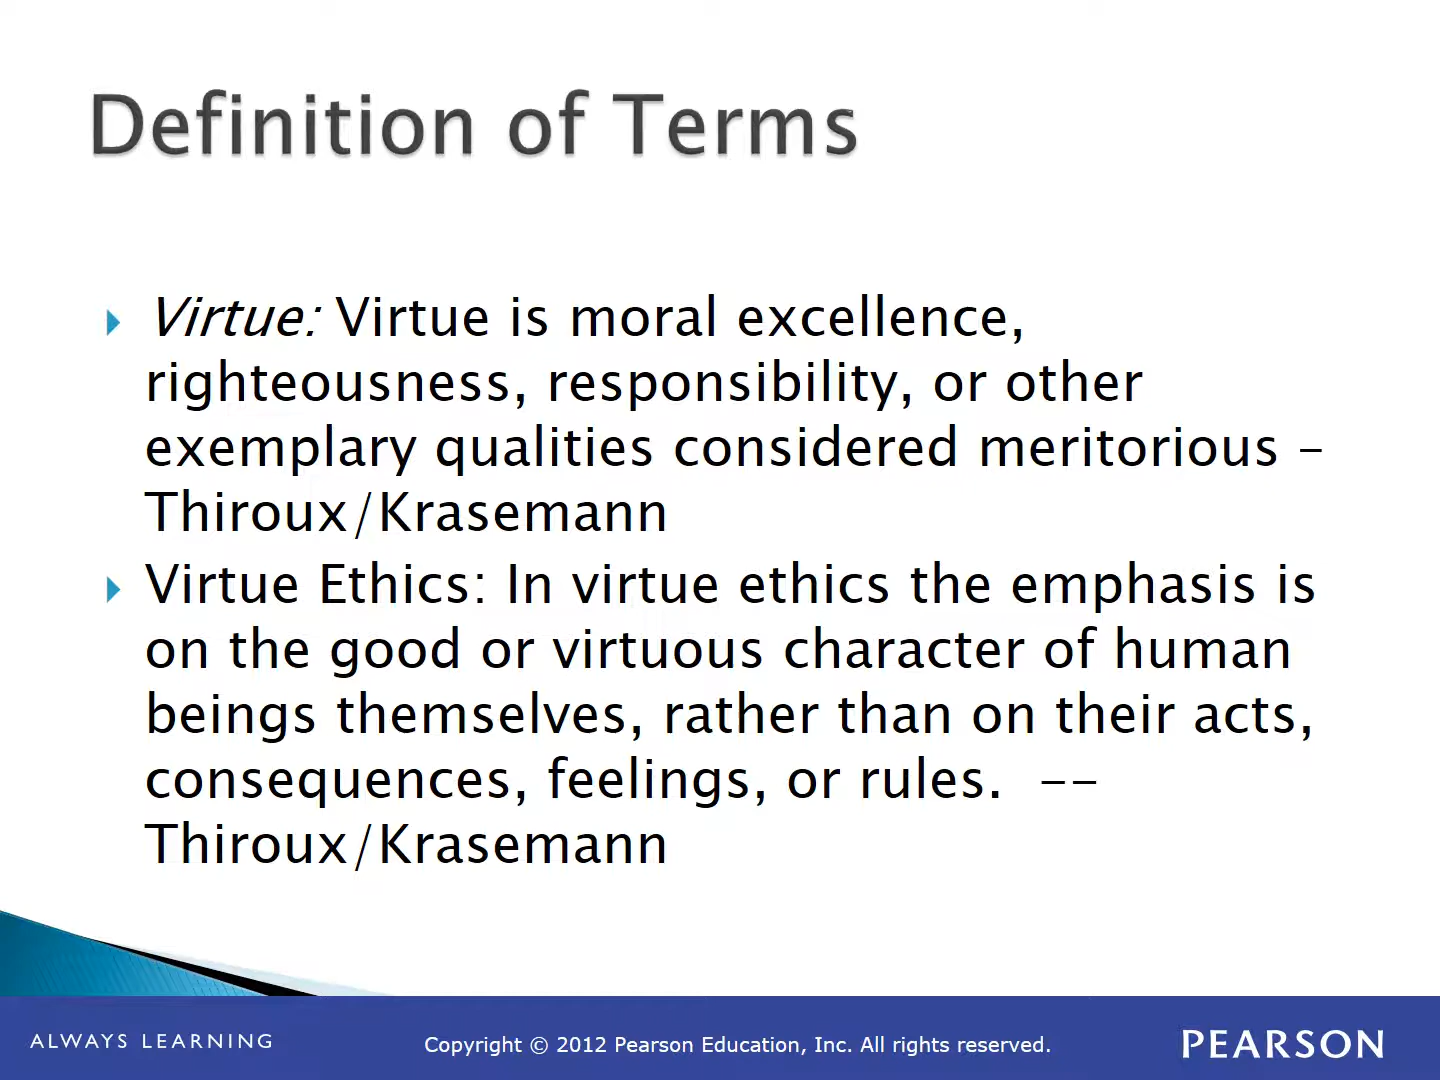 Definition of Terms
Virtue: Virtue is moral excellence,
righteousness, responsibility, or other
exemplary qualities considered meritorious –
Thiroux/Krasemann
Virtue Ethics: In virtue ethics the emphasis is
on the good or virtuous character of human
beings themselves, rather than on their acts,
consequences, feelings, or rules.  --
Thiroux/Krasemann
ALWAYS LEARNING
Copyright © 2012 Pearson Education, Inc. All rights reserved.
PEARSON